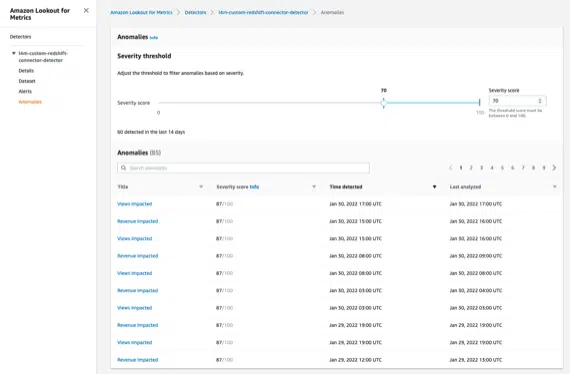 Amazon Lookout for Metrics
×
Detectors
l4m-custom-redshift-connector-detector
Details
Dataset
Alerts
Anomalies
Amazon Lookout for Metrics > Detectors > l4m-custom-redshift-connector-detector > Anomalies
Anomalies Info
Severity threshold
Adjust the threshold to filter anomalies based on severity.
Severity score
70
0
100
Severity score
70
The threshold score must be between 0 and 100.
60 detected in the last 14 days
Anomalies (85)
Search anomalies
< 1 2 3 4 5 6 7 8 9 >
Title Severity score Info Time detected Last analyzed
Views Impacted 87/100 Jan 30, 2022 17:00 UTC Jan 30, 2022 17:00 UTC
Revenue Impacted 87/100 Jan 30, 2022 15:00 UTC Jan 30, 2022 16:00 UTC
Views Impacted 87/100 Jan 30, 2022 15:00 UTC Jan 30, 2022 16:00 UTC
Revenue Impacted 87/100 Jan 30, 2022 08:00 UTC Jan 30, 2022 09:00 UTC
Views Impacted 87/100 Jan 30, 2022 08:00 UTC Jan 30, 2022 08:00 UTC
Revenue Impacted 87/100 Jan 30, 2022 03:00 UTC Jan 30, 2022 04:00 UTC
Views Impacted 87/100 Jan 30, 2022 03:00 UTC Jan 30, 2022 03:00 UTC
Revenue Impacted 87/100 Jan 29, 2022 19:00 UTC Jan 29, 2022 19:00 UTC
Views Impacted 87/100 Jan 29, 2022 19:00 UTC Jan 29, 2022 19:00 UTC
Revenue Impacted 87/100 Jan 29, 2022 12:00 UTC Jan 29, 2022 13:00 UTC